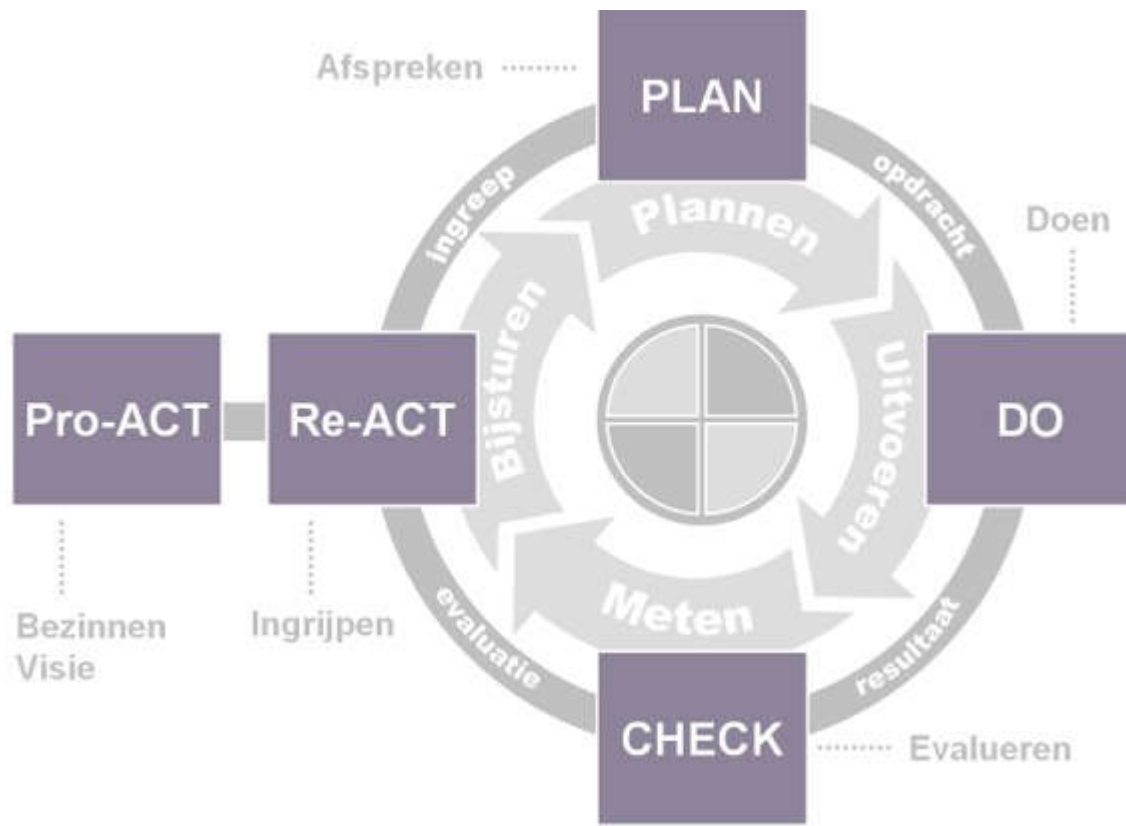 Afspreken
PLAN
ingreep
opdracht
Plannen
Doen
Bijsturen
Uitvoeren
Pro-ACT
Re-ACT
DO
Meten
Bezinnen
Visie
Ingrijpen
evaluatie
resultaat
CHECK
Evalueren